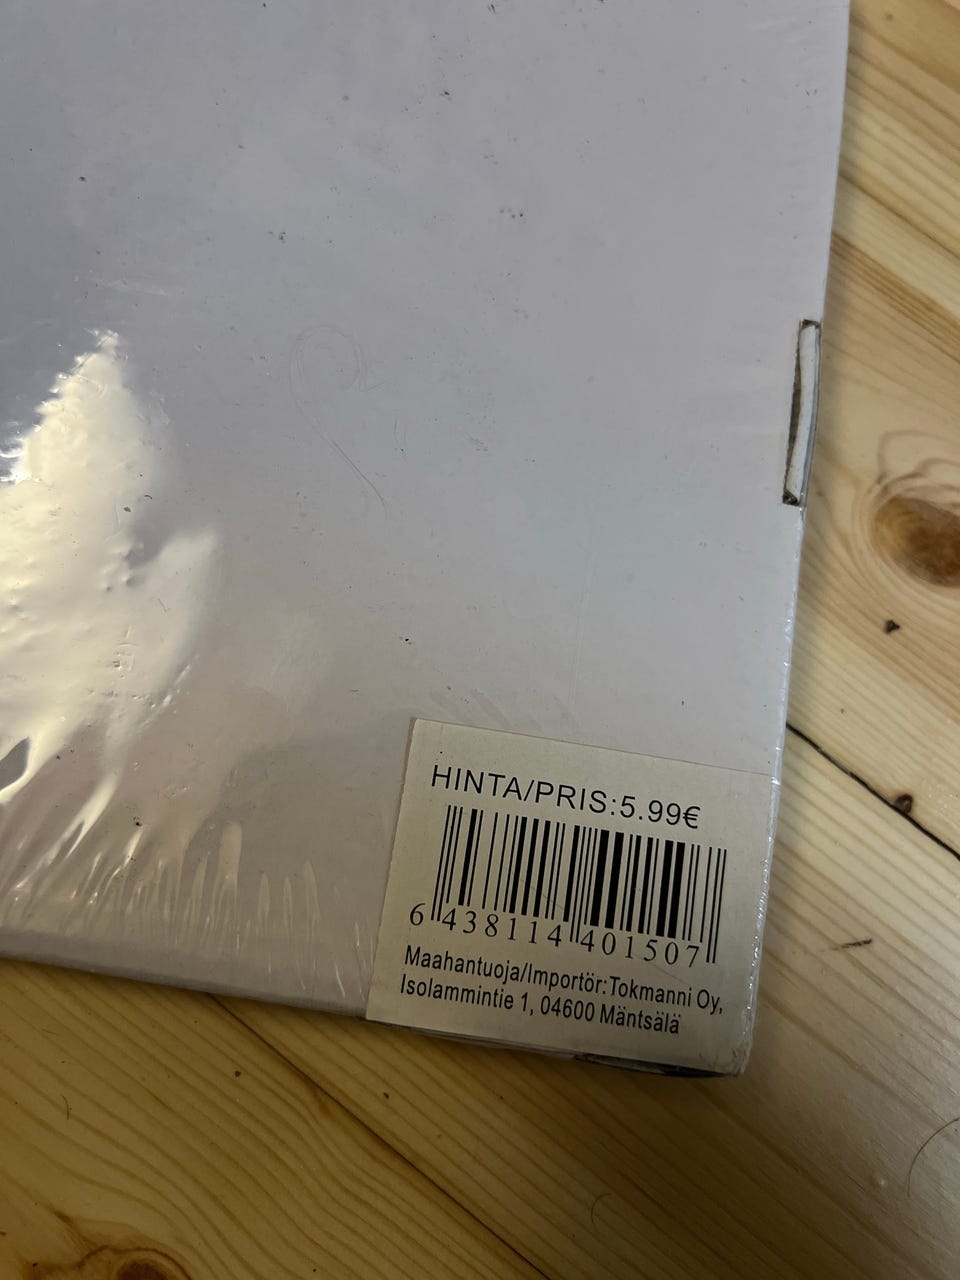 HINTA/PRIS:5.99€
6 438114 401507
Maahantuoja/Importör:Tokmanni Oy,
Isolammintie 1, 04600 Mäntsälä